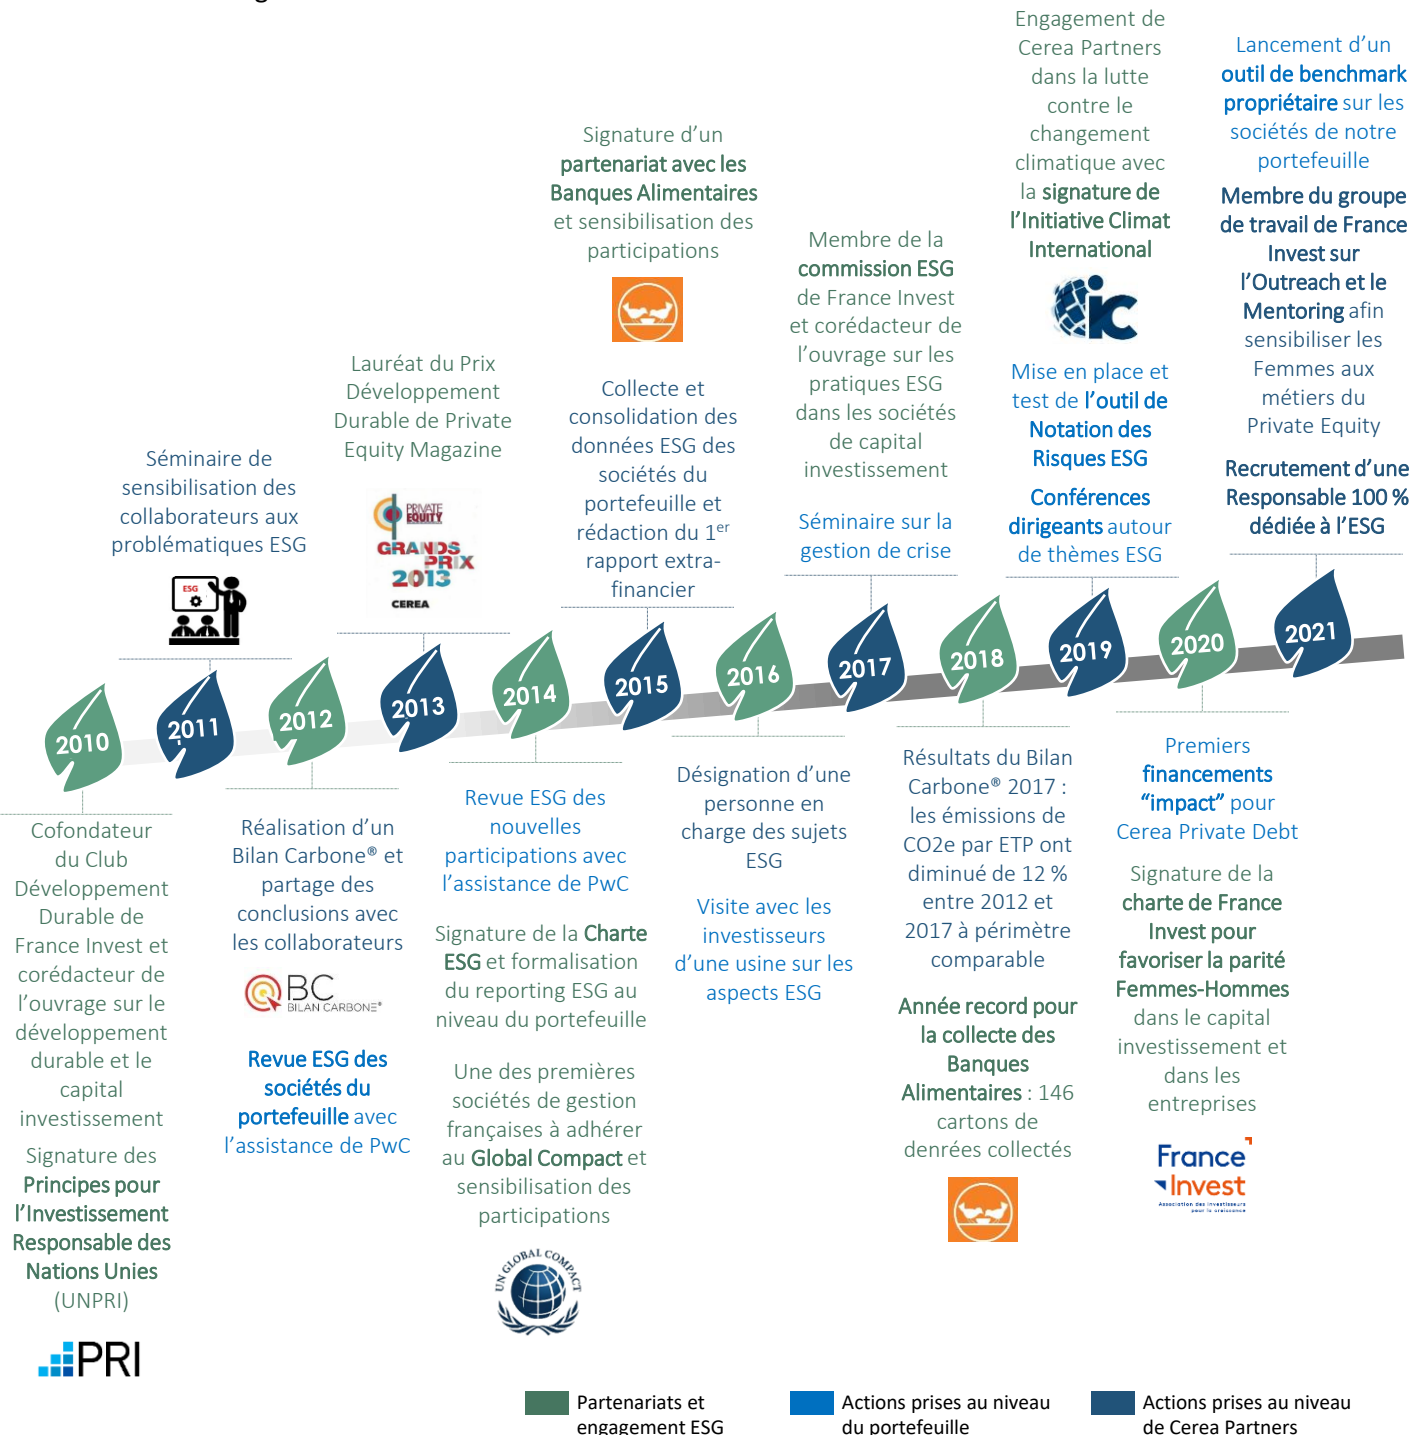 Cofondateur
du Club
Développement
Durable de
France Invest et
corédacteur de
l’ouvrage sur le
développement
durable et le
capital
investissement
Signature des
Principes pour
l’Investissement
Responsable des
Nations Unies
(UNPRI)
PRI
2010
Séminaire de
sensibilisation des
collaborateurs aux
problématiques ESG
ESG
2011
2012
Réalisation d’un
Bilan Carbone® et
partage des
conclusions avec
les collaborateurs
BC
BILAN CARBONE®
Revue ESG des
sociétés du
portefeuille avec
l’assistance de PwC
Lauréat du Prix
Développement
Durable de Private
Equity Magazine
PRIVATE
EQUITY
GRANDS
PRIX
2013
CEREA
2013
2014
Revue ESG des
nouvelles
participations avec
l’assistance de PwC
Signature de la Charte
ESG et formalisation
du reporting ESG au
niveau du portefeuille
Une des premières
sociétés de gestion
françaises à adhérer
au Global Compact et
sensibilisation des
participations
UN GLOBAL COMPACT
Signature d’un
partenariat avec les
Banques Alimentaires
et sensibilisation des
participations
Collecte et
consolidation des
données ESG des
sociétés du
portefeuille et
rédaction du 1er
rapport extra-
financier
2015
2016
Désignation d’une
personne en
charge des sujets
ESG
Visite avec les
investisseurs
d’une usine sur les
aspects ESG
Membre de la
commission ESG
de France Invest
et corédacteur de
l’ouvrage sur les
pratiques ESG
dans les sociétés
de capital
investissement
Séminaire sur la
gestion de crise
2017
2018
Résultats du Bilan
Carbone® 2017 :
les émissions de
CO2e par ETP ont
diminué de 12 %
entre 2012 et
2017 à périmètre
comparable
Année record pour
la collecte des
Banques
Alimentaires : 146
cartons de
denrées collectés
Engagement de
Cerea Partners
dans la lutte
contre le
changement
climatique avec
la signature de
l’Initiative Climat
International
ic
Mise en place et
test de l’outil de
Notation des
Risques ESG
Conférences
dirigeants autour
de thèmes ESG
2019
2020
Premiers
financements
“impact” pour
Cerea Private Debt
Signature de la
charte de France
Invest pour
favoriser la parité
Femmes-Hommes
dans le capital
investissement et
dans les
entreprises
France
Invest
Association des Investisseurs
pour la croissance
Lancement d’un
outil de benchmark
propriétaire sur les
sociétés de notre
portefeuille
Membre du groupe
de travail de France
Invest sur
l’Outreach et le
Mentoring afin
sensibiliser les
Femmes aux
métiers du
Private Equity
Recrutement d’une
Responsable 100 %
dédiée à l’ESG
2021
Partenariats et
engagement ESG
Actions prises au niveau
du portefeuille
Actions prises au niveau
de Cerea Partners